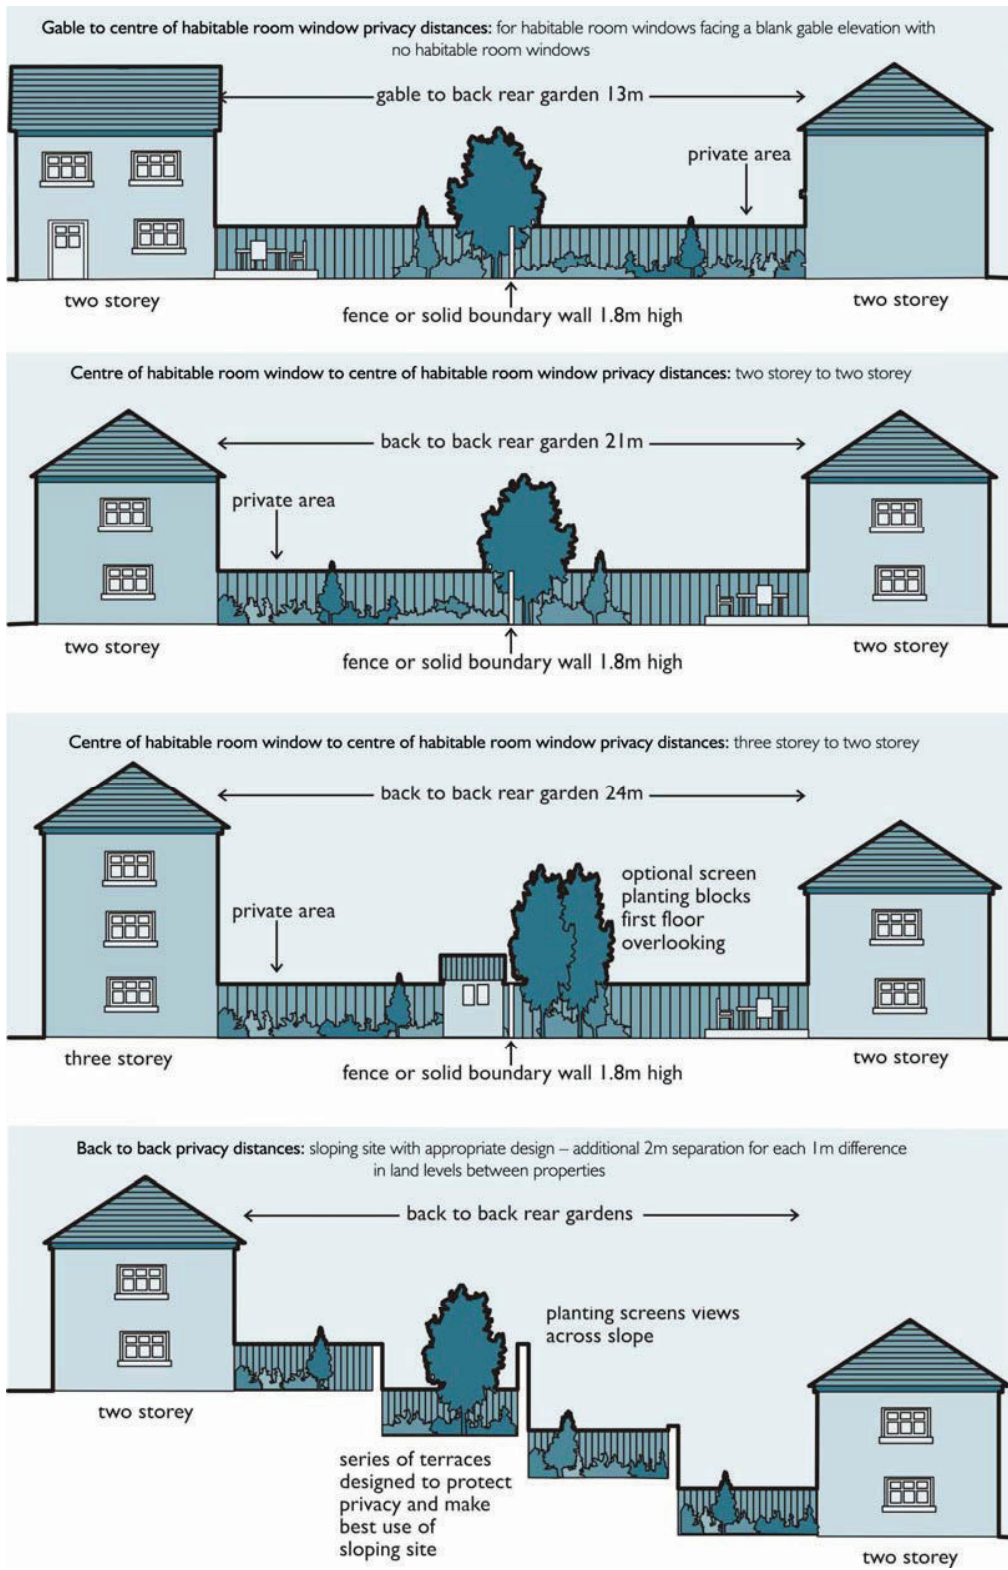 Gable to centre of habitable room window privacy distances: for habitable room windows facing a blank gable elevation with
no habitable room windows
gable to back rear garden 13m
private area
two storey
two storey
fence or solid boundary wall 1.8m high
Centre of habitable room window to centre of habitable room window privacy distances: two storey to two storey
back to back rear garden 21m
private area
two storey
two storey
fence or solid boundary wall 1.8m high
Centre of habitable room window to centre of habitable room window privacy distances: three storey to two storey
back to back rear garden 24m
optional screen
planting blocks
first floor
overlooking
private area
three storey
two storey
fence or solid boundary wall 1.8m high
Back to back privacy distances: sloping site with appropriate design – additional 2m separation for each 1m difference
in land levels between properties
back to back rear gardens
planting screens views
across slope
two storey
series of terraces
designed to protect
privacy and make
best use of
sloping site
two storey